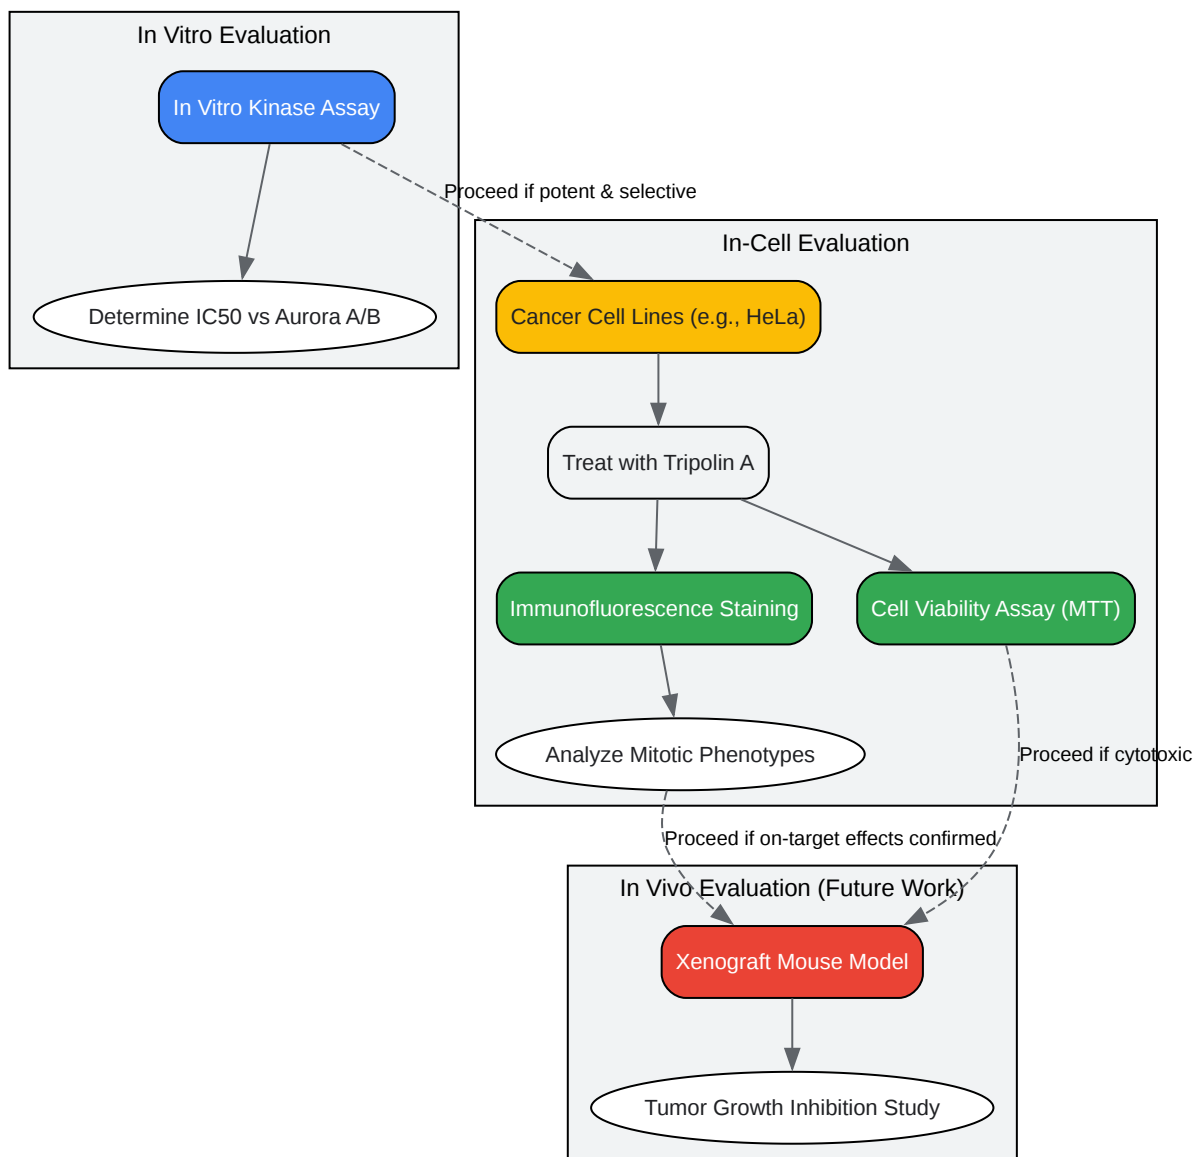 In Vitro Evaluation
In Vitro Kinase Assay
Proceed if potent & selective
In-Cell Evaluation
Determine IC50 vs Aurora A/B
Cancer Cell Lines (e.g., HeLa)
Treat with Tripolin A
Immunofluorescence Staining
Cell Viability Assay (MTT)
Analyze Mitotic Phenotypes
Proceed if cytotoxic
Proceed if on-target effects confirmed
In Vivo Evaluation (Future Work)
Xenograft Mouse Model
Tumor Growth Inhibition Study